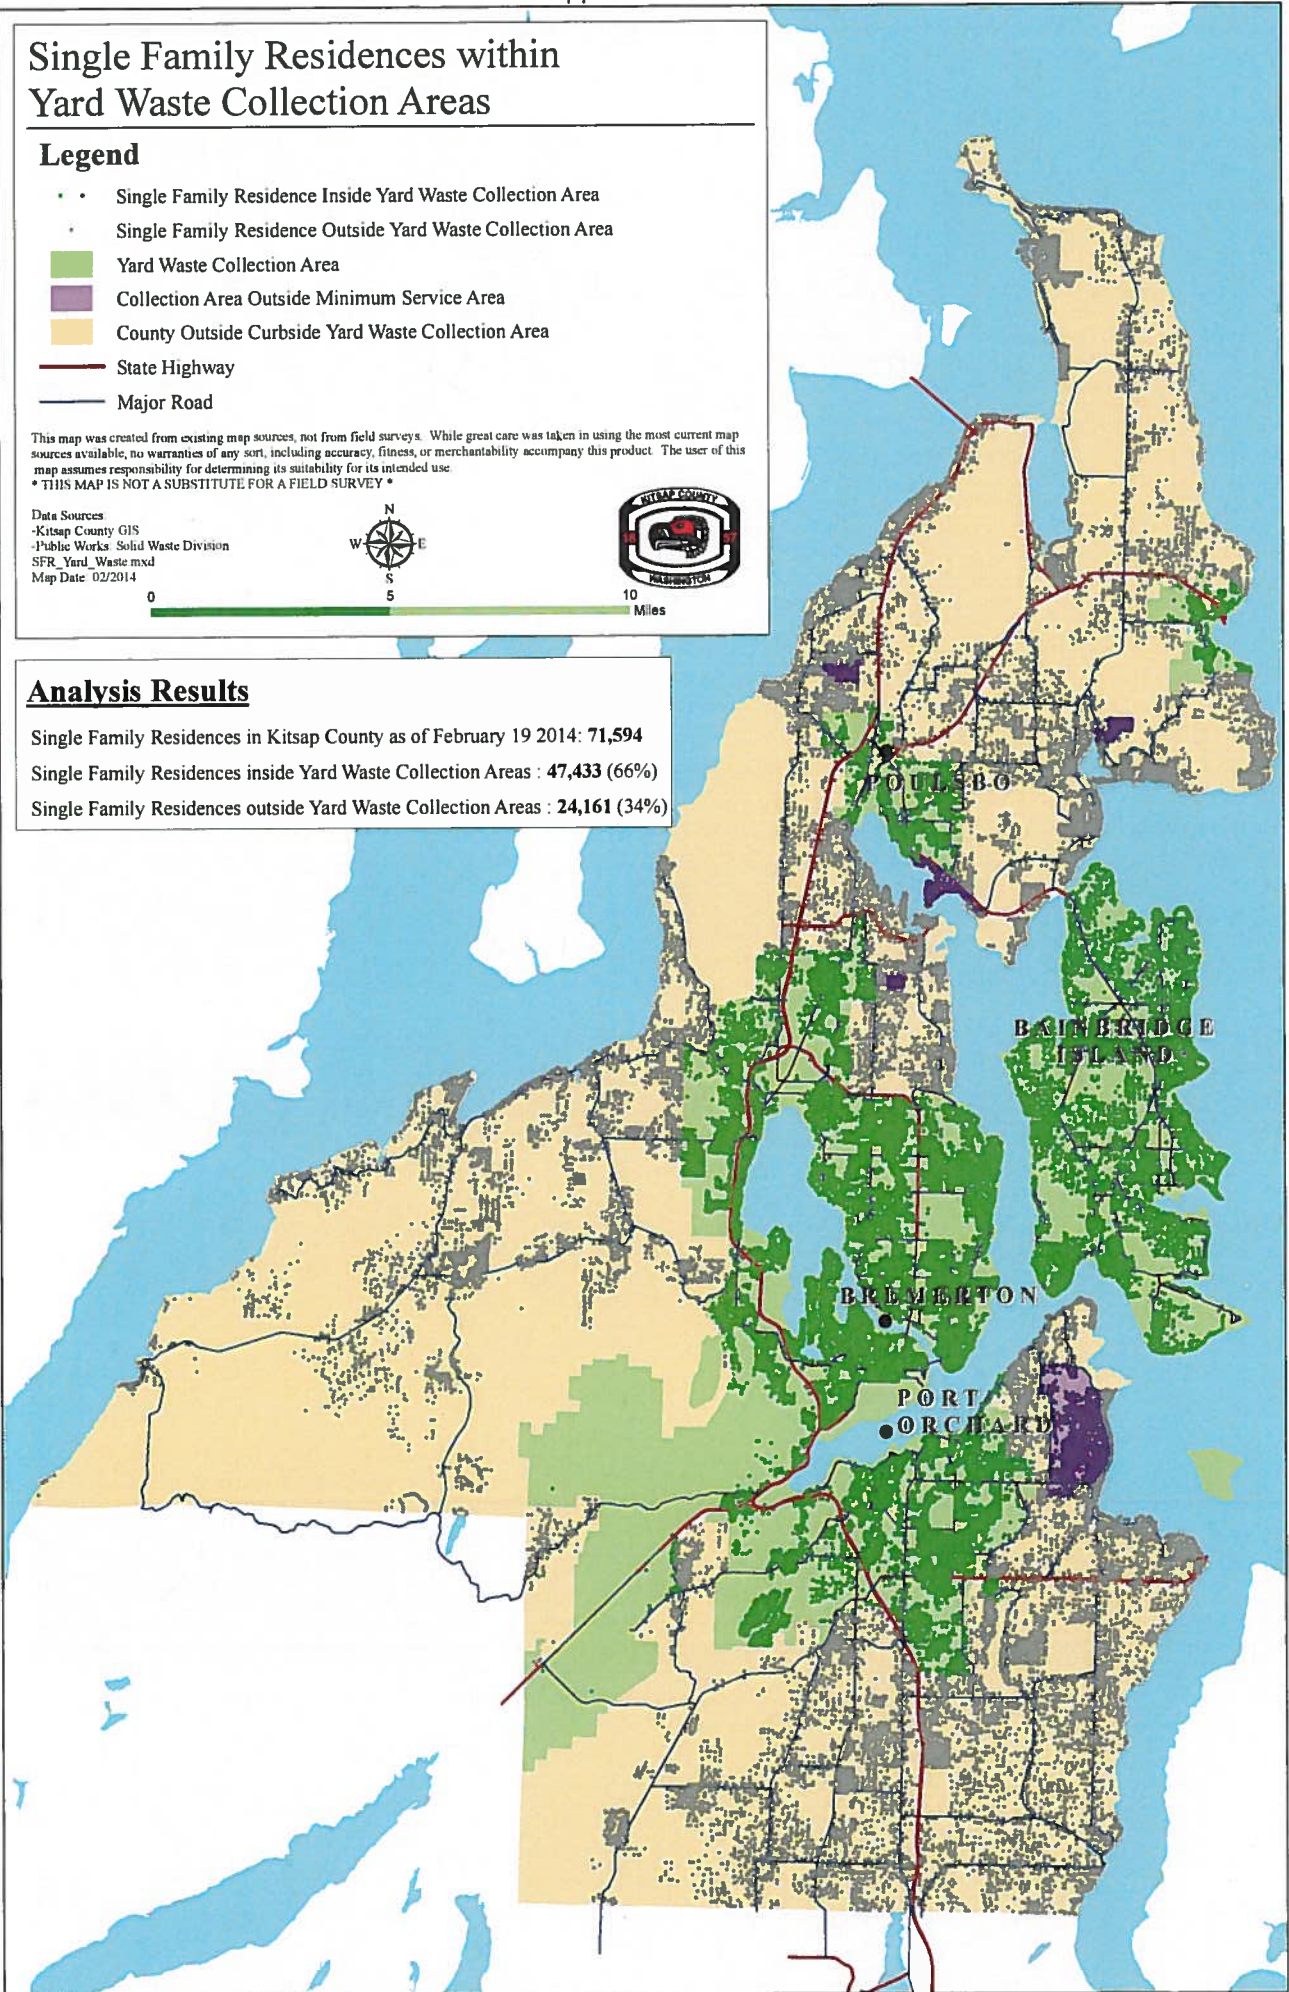 Single Family Residences within
Yard Waste Collection Areas
Legend
Single Family Residence Inside Yard Waste Collection Area
Single Family Residence Outside Yard Waste Collection Area
Yard Waste Collection Area
Collection Area Outside Minimum Service Area
County Outside Curbside Yard Waste Collection Area
State Highway
Major Road
This map was created from existing map sources, not from field surveys. While great care was taken in using the most current map
sources available, no warranties of any sort, including accuracy, fitness, or merchantability accompany this product. The user of this
map assumes responsibility for determining its suitability for its intended use.
* THIS MAP IS NOT A SUBSTITUTE FOR A FIELD SURVEY *
Data Sources
-Kitsap County GIS
-Public Works: Solid Waste Division
SFR_Yard_Waste.mxd
Map Date: 02/2014
N
W E
S
KITSAP COUNTY
18 57
WASHINGTON
0 5 10
Miles
Analysis Results
Single Family Residences in Kitsap County as of February 19 2014: 71,594
Single Family Residences inside Yard Waste Collection Areas : 47,433 (66%)
Single Family Residences outside Yard Waste Collection Areas : 24,161 (34%)
POULSBO
BAINBRIDGE
ISLAND
BREMERTON
PORT
ORCHARD